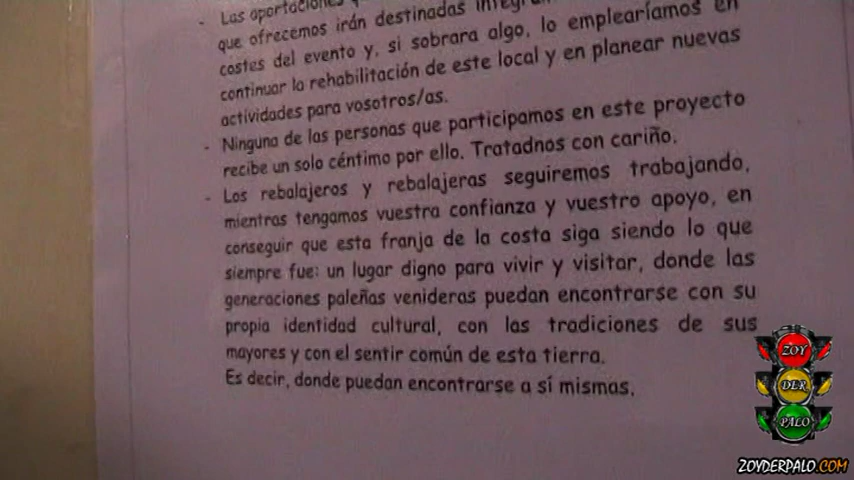 - Las aportaciones
que ofrecemos irán destinadas
costes del evento y, si sobrara algo, lo emplearíamos en
continuar la rehabilitación de este local y en planear nuevas
actividades para vosotros/as.
- Ninguna de las personas que participamos en este proyecto
recibe un solo céntimo por ello. Tratadnos con cariño.
- Los rebalajeros y rebalajeras seguiremos trabajando,
mientras tengamos vuestra confianza y vuestro apoyo, en
conseguir que esta franja de la costa siga siendo lo que
siempre fue: un lugar digno para vivir y visitar, donde las
generaciones paleñas venideras puedan encontrarse con su
propia identidad cultural, con las tradiciones de sus
mayores y con el sentir común de esta tierra.
Es decir, donde puedan encontrarse a sí mismas.
ZOY
DER
PALO
ZOYDERPALO.COM